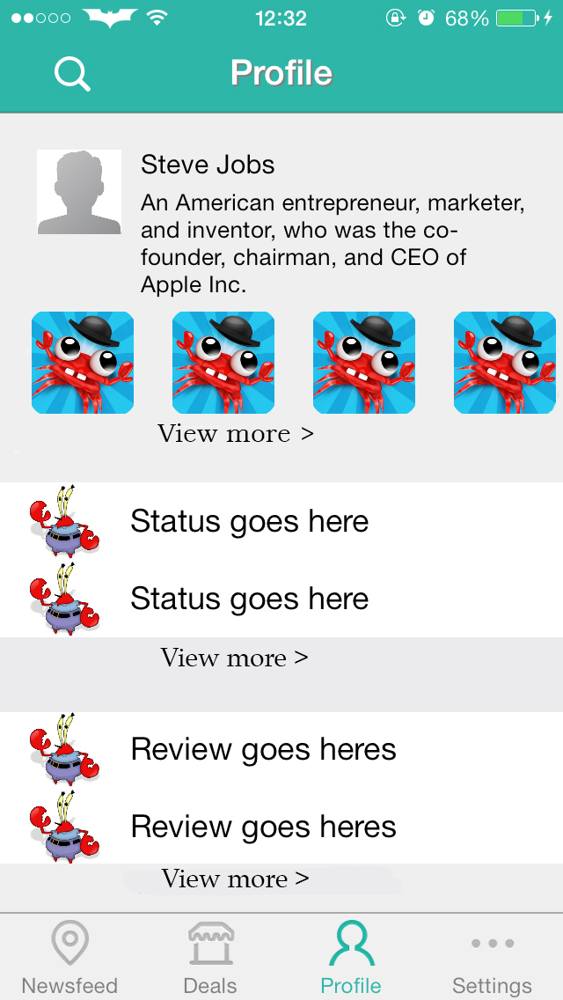 12:32 68%
Profile
Steve Jobs
An American entrepreneur, marketer,
and inventor, who was the co-
founder, chairman, and CEO of
Apple Inc.
View more >
Status goes here
Status goes here
View more >
Review goes heres
Review goes heres
View more >
Newsfeed Deals Profile Settings